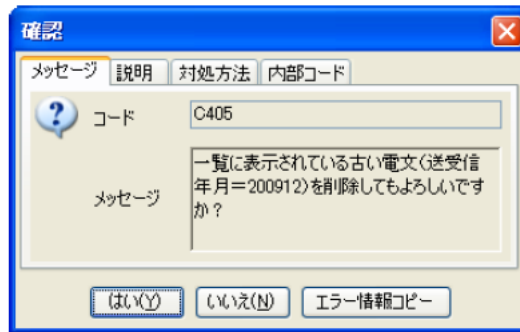 確認
メッセージ 説明 対処方法 内部コード
コード C405
メッセージ
一覧に表示されている古い電文(送受信
年月=200912)を削除してもよろしいです
か?
はい(Y) いいえ(N) エラー情報コピー